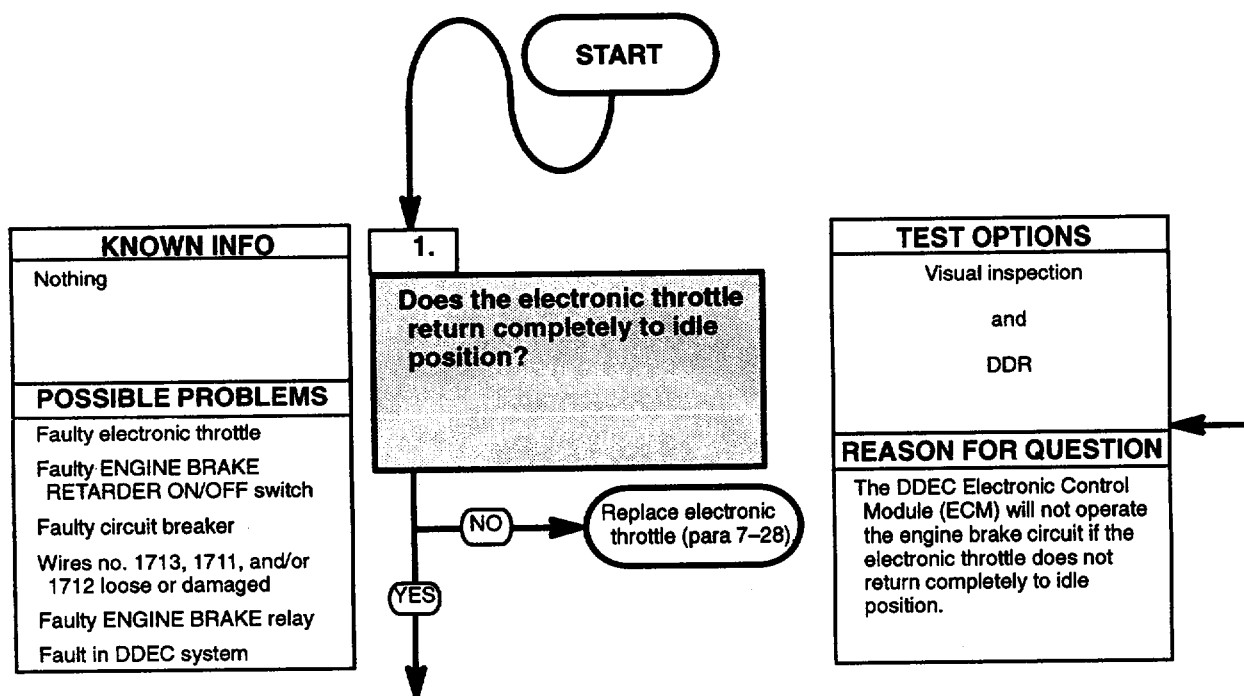 START
KNOWN INFO
Nothing
POSSIBLE PROBLEMS
Faulty electronic throttle
Faulty ENGINE BRAKE
RETARDER ON/OFF switch
Faulty circuit breaker
Wires no. 1713, 1711, and/or
1712 loose or damaged
Faulty ENGINE BRAKE relay
Fault in DDEC system
1.
Does the electronic throttle
return completely to idle
position?
NO
Replace electronic
throttle (para 7–28).
YES
TEST OPTIONS
Visual inspection
and
DDR
REASON FOR QUESTION
The DDEC Electronic Control
Module (ECM) will not operate
the engine brake circuit if the
electronic throttle does not
return completely to idle
position.